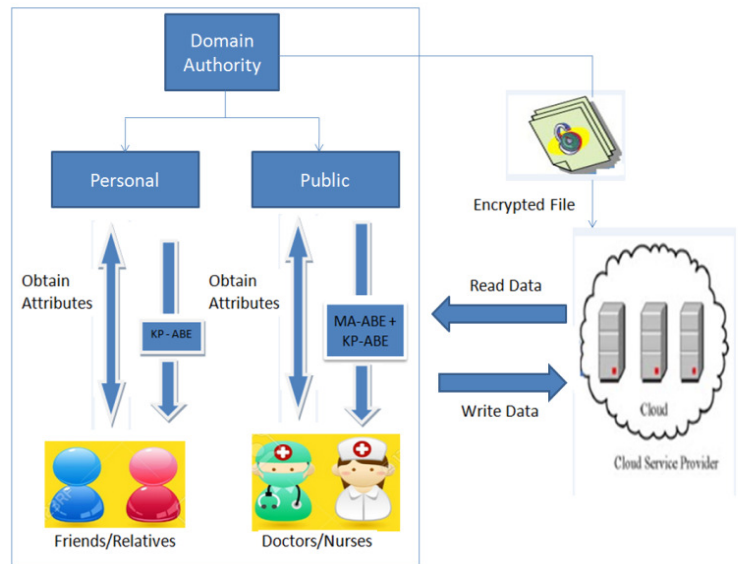 Domain
Authority
Personal
Public
Encrypted File
Obtain
Attributes
KP - ABE
Obtain
Attributes
MA-ABE +
KP-ABE
Read Data
Write Data
Cloud
Cloud Service Provider
Friends/Relatives
Doctors/Nurses